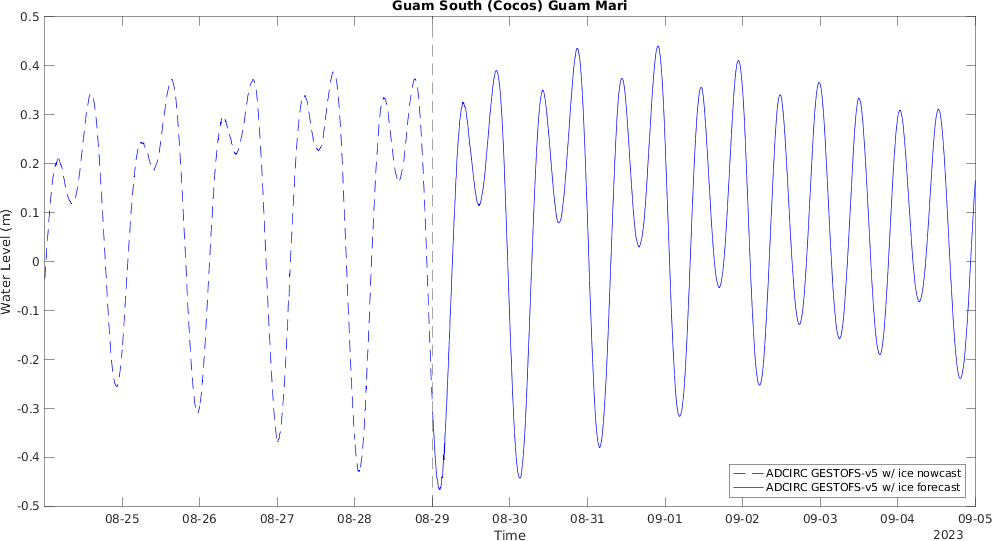 Guam South (Cocos) Guam Mari
0.5
0.4
0.3
0.2
0.1
0
-0.1
-0.2
-0.3
-0.4
-0.5
Water Level (m)
ADCIRC GESTOFS-v5 w/ ice nowcast
ADCIRC GESTOFS-v5 w/ ice forecast
08-25 08-26 08-27 08-28 08-29 08-30 08-31 09-01 09-02 09-03 09-04 09-05
Time
2023